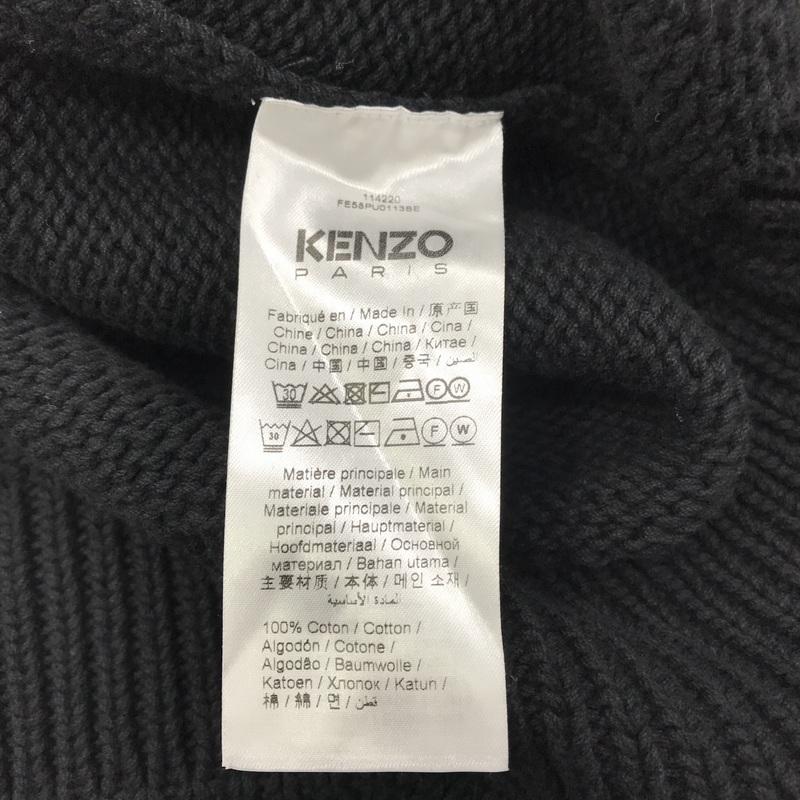 114220
FE58PU0113BE
KENZO
PARIS
Fabriqué en / Made In / 原产国
Chine / China / China / Cina /
China / China / China / Китае /
Cina / 中国 / 中国 / 중국 / الصين
30 F W
30 F W
Matière principale / Main
material / Material principal /
Materiale principale / Material
principal / Hauptmaterial /
Hoofdmateriaal / Основной
материал / Bahan utama /
主要材质 / 本体 / 메인 소재 /
المادة الأساسية
100% Coton / Cotton /
Algodón / Cotone /
Algodão / Baumwolle /
Katoen / Хлопок / Katun /
棉 / 綿 / 면 / قطن